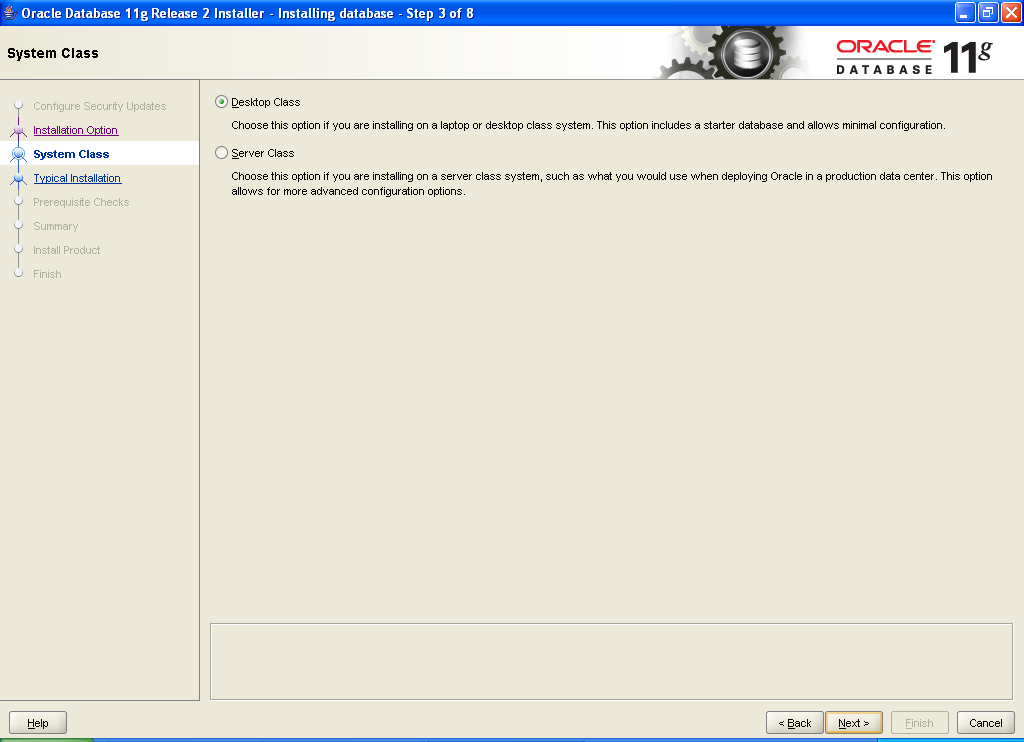 Oracle Database 11g Release 2 Installer - Installing database - Step 3 of 8
System Class
ORACLE®
DATABASE
11g
Configure Security Updates
Installation Option
System Class
Typical Installation
Prerequisite Checks
Summary
Install Product
Finish
Desktop Class
Choose this option if you are installing on a laptop or desktop class system. This option includes a starter database and allows minimal configuration.
Server Class
Choose this option if you are installing on a server class system, such as what you would use when deploying Oracle in a production data center. This option
allows for more advanced configuration options.
Help
< Back
Next >
Finish
Cancel